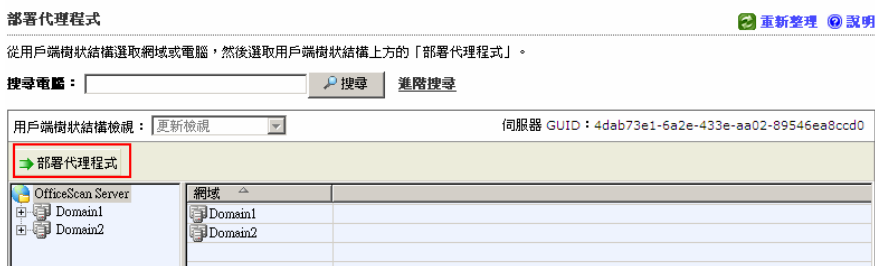 部署代理程式 重新整理 說明
從用戶端樹狀結構選取網域或電腦，然後選取用戶端樹狀結構上方的「部署代理程式」。
搜尋電腦： 搜尋 進階搜尋
用戶端樹狀結構檢視： 更新檢視 伺服器 GUID：4dab73e1-6a2e-433e-aa02-89546ea8ccd0
部署代理程式
OfficeScan Server 網域
Domain1 Domain1
Domain2 Domain2